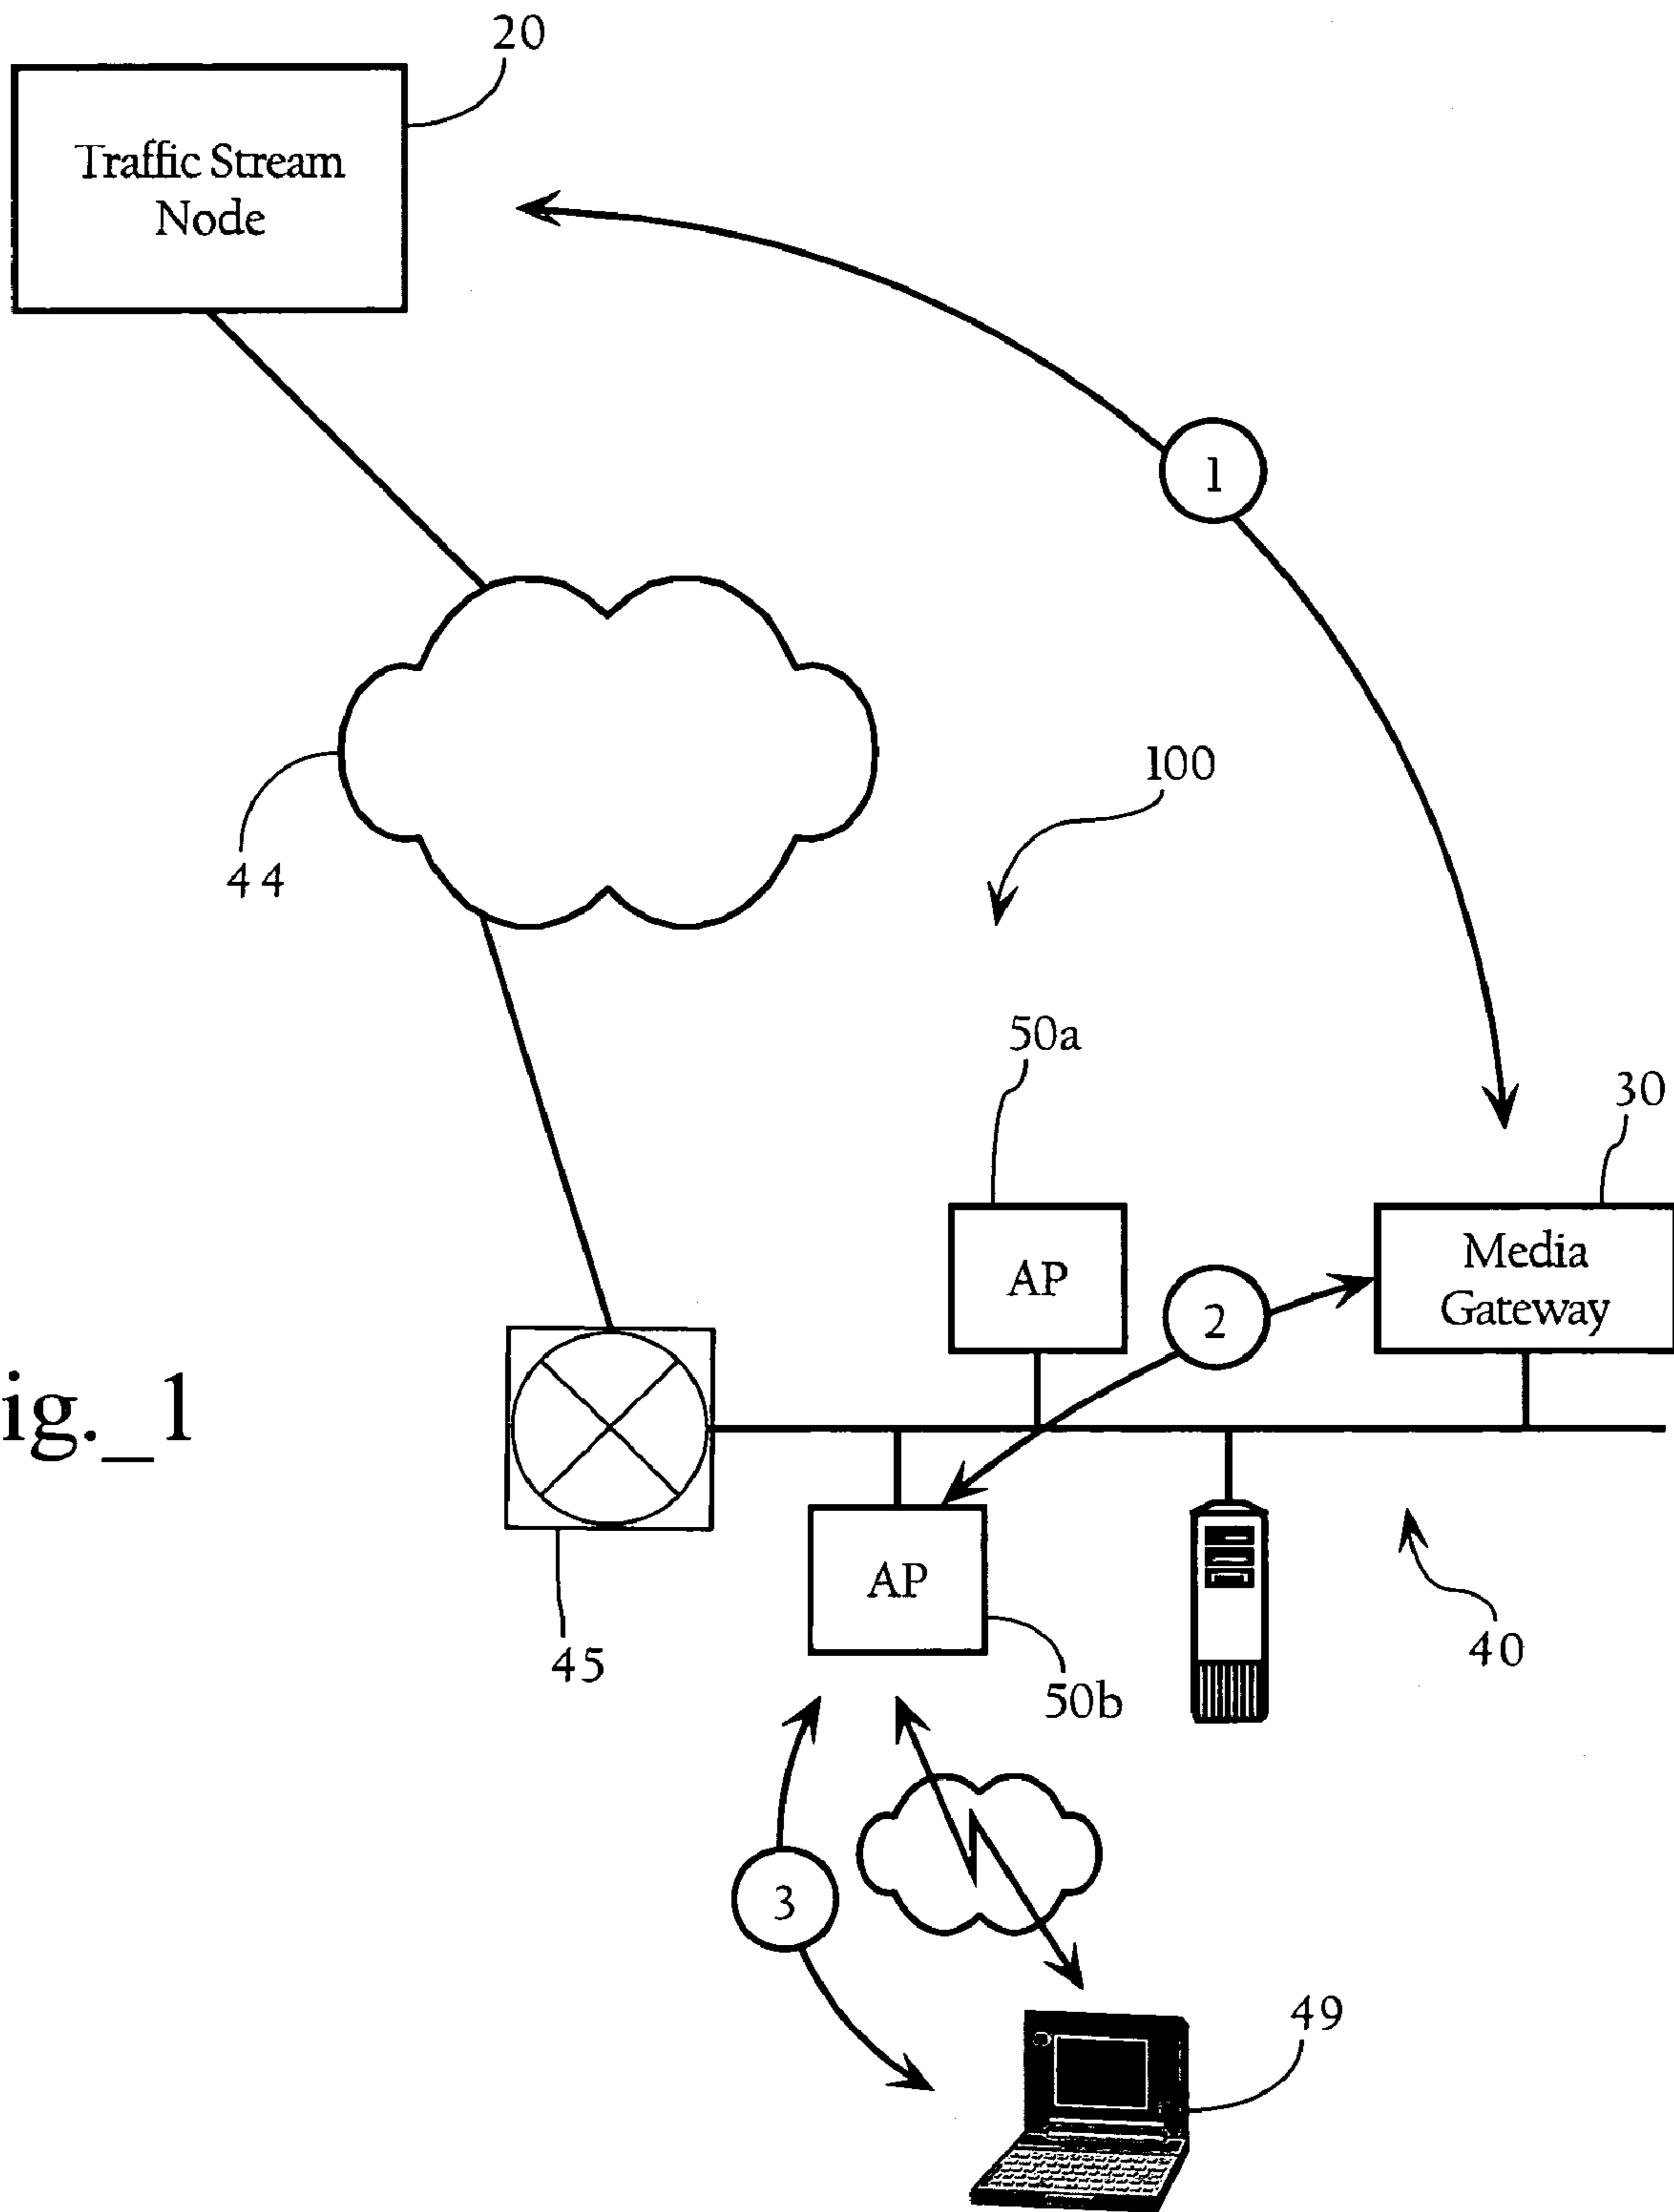 20
Traffic Stream
Node
1
100
44
50a
30
AP
Media
Gateway
2
ig._1
AP
45
50b
40
3
49